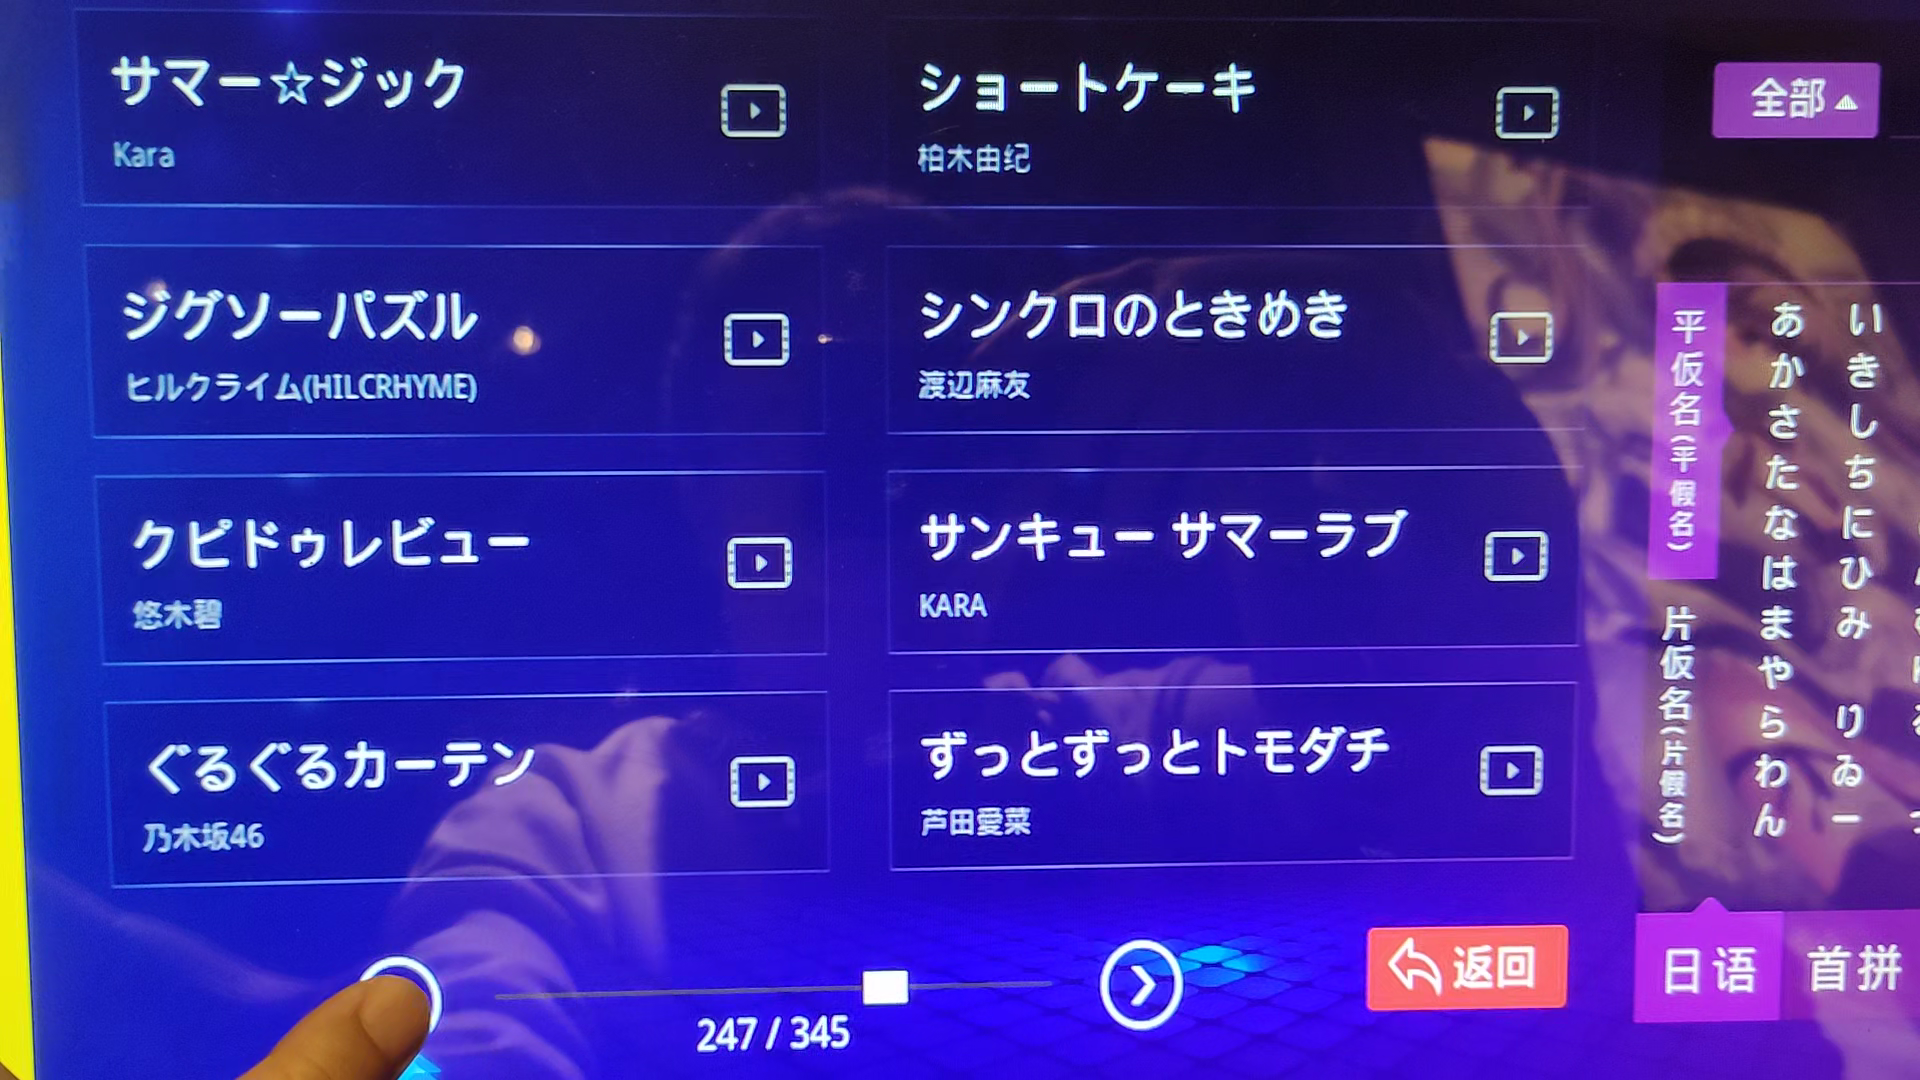 サマー☆ジック
Kara
ショートケーキ
柏木由纪
ジグソーパズル
ヒルクライム(HILCRHYME)
シンクロのときめき
渡辺麻友
クピドゥレビュー
悠木碧
サンキュー サマーラブ
KARA
ぐるぐるカーテン
乃木坂46
ずっとずっとトモダチ
芦田愛菜
247 / 345
返回
全部
平仮名(平假名)
片仮名(片假名)
あかさたなはまやらわん
いきしちにひみ りゐー
日语
首拼